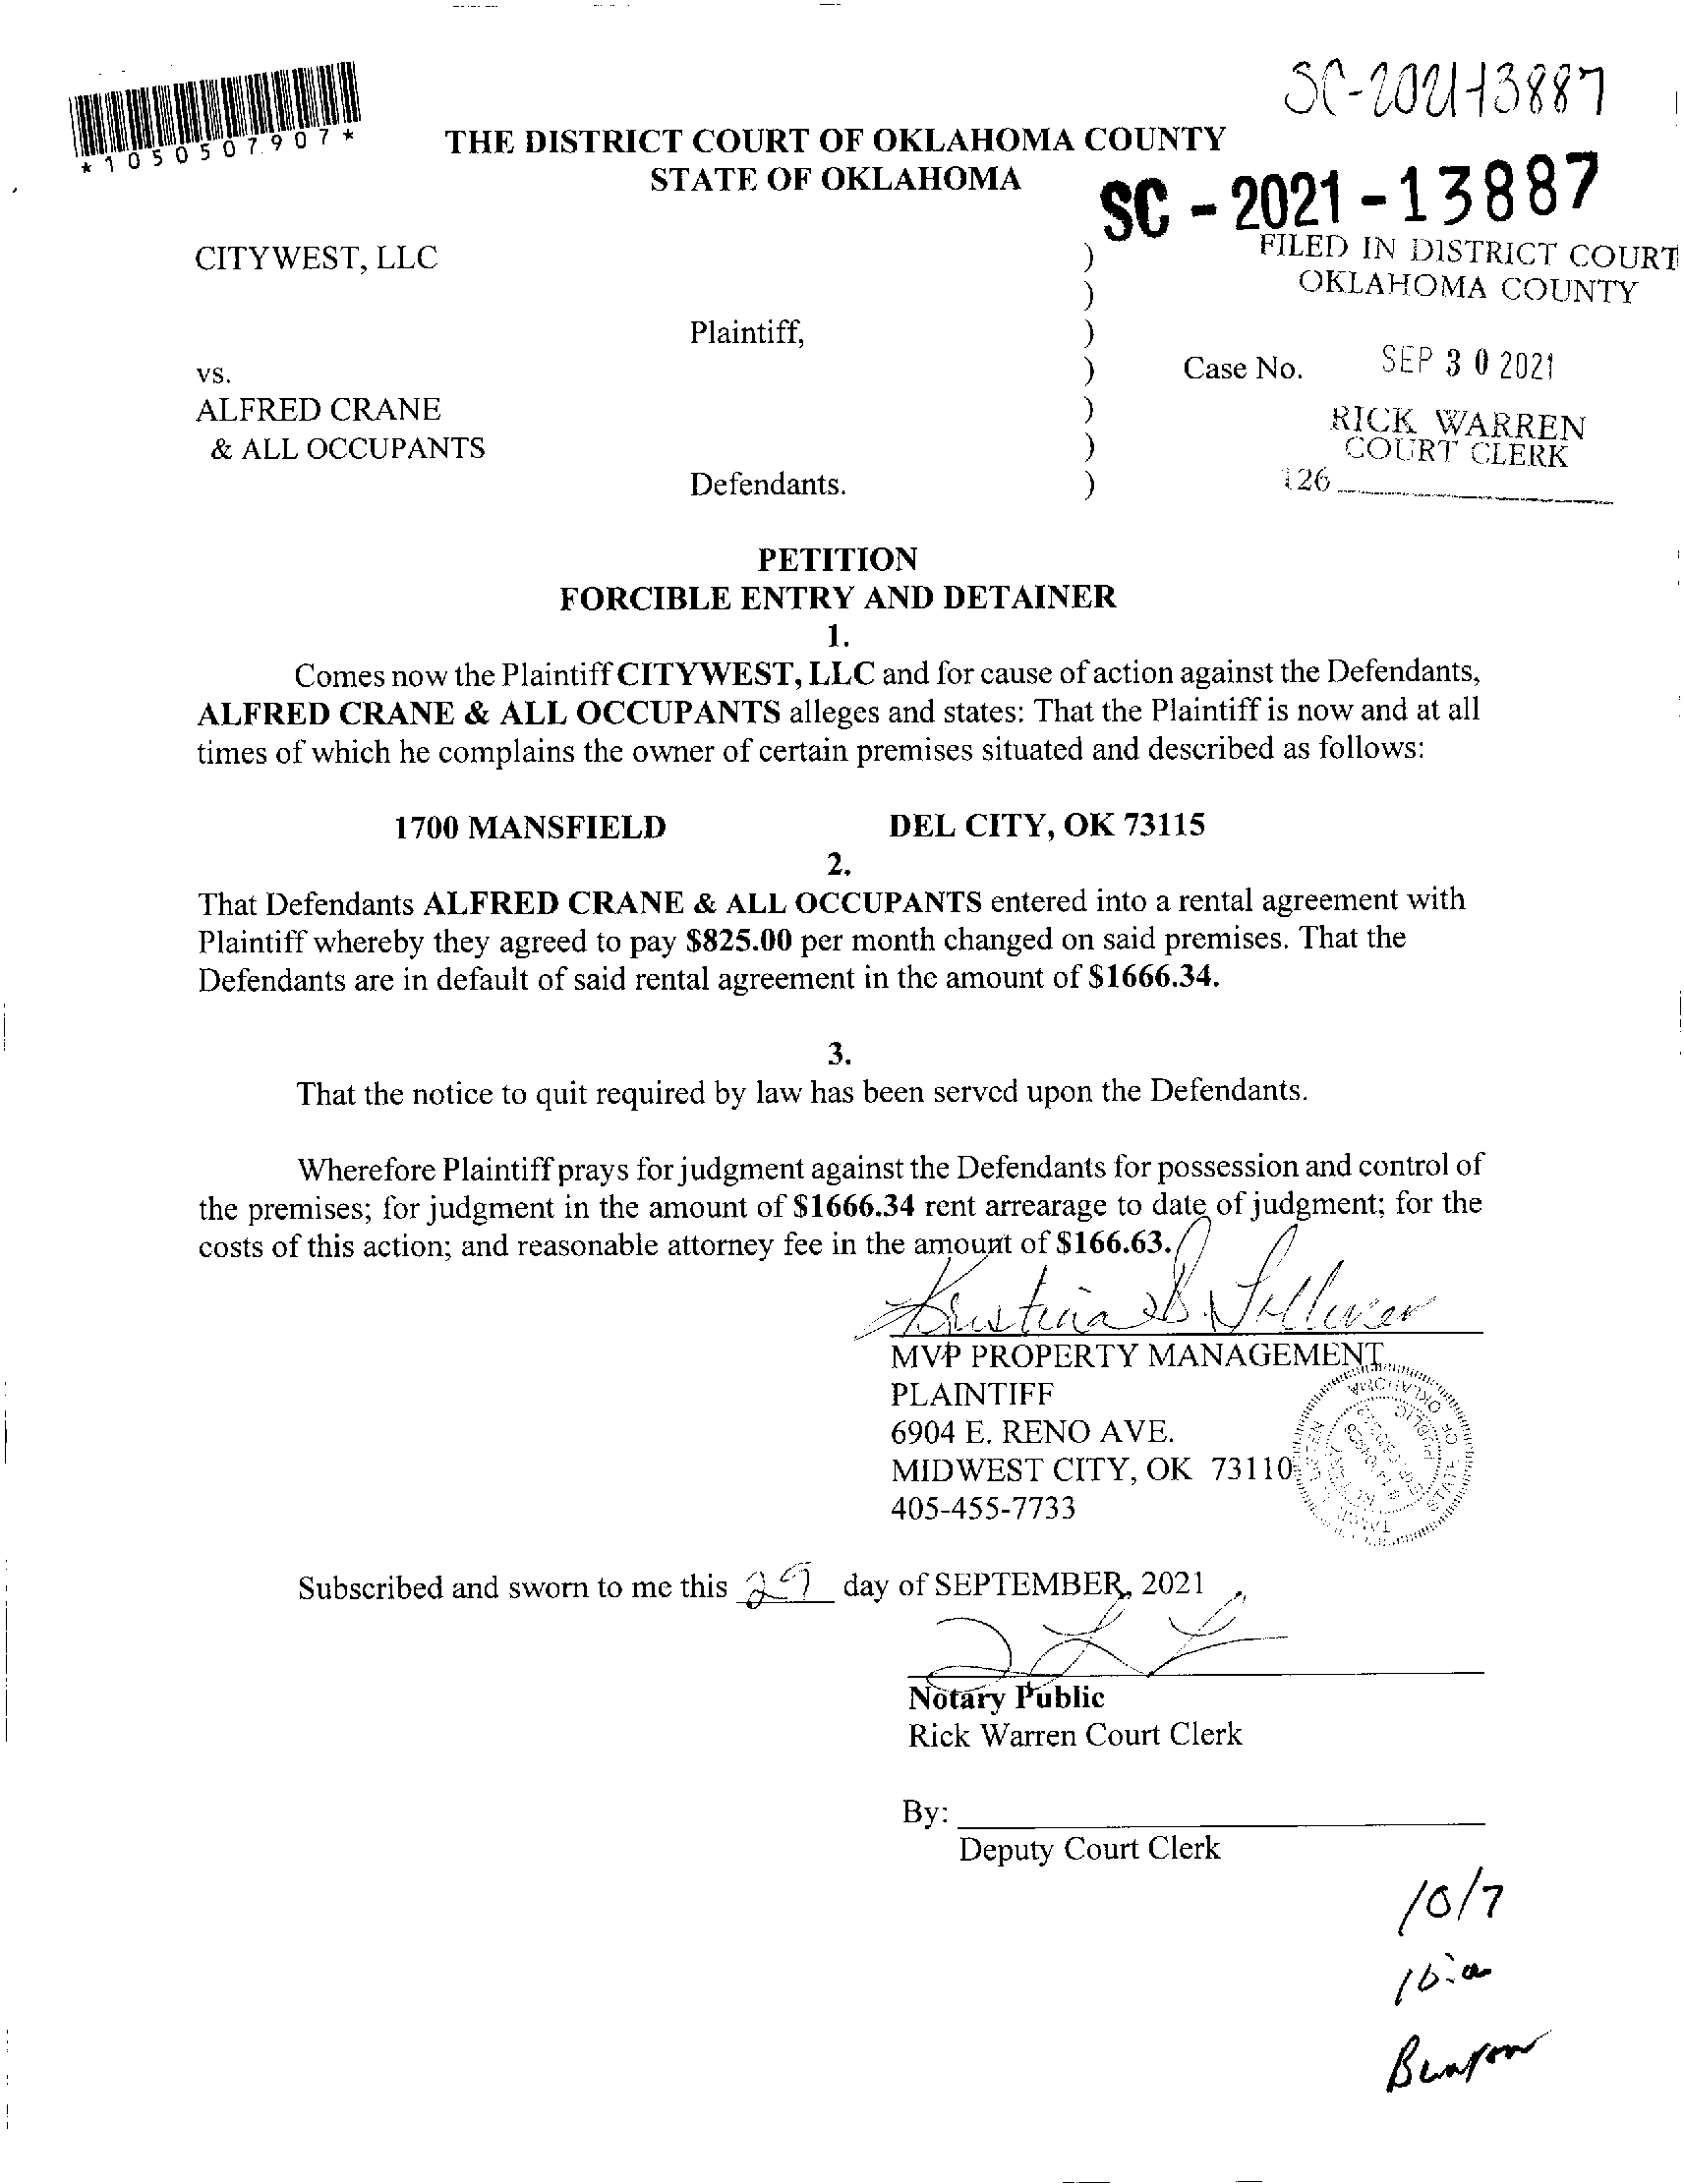 SC-2021-13887
*1050507907*
THE DISTRICT COURT OF OKLAHOMA COUNTY
STATE OF OKLAHOMA
SC - 2021 - 13887
FILED IN DISTRICT COURT
OKLAHOMA COUNTY
CITYWEST, LLC )
)
Plaintiff, )
vs. ) Case No. SEP 30 2021
ALFRED CRANE )
RICK WARREN
& ALL OCCUPANTS )
COURT CLERK
Defendants. ) 126
PETITION
FORCIBLE ENTRY AND DETAINER
1.
Comes now the Plaintiff CITYWEST, LLC and for cause of action against the Defendants,
ALFRED CRANE & ALL OCCUPANTS alleges and states: That the Plaintiff is now and at all
times of which he complains the owner of certain premises situated and described as follows:
1700 MANSFIELD DEL CITY, OK 73115
2.
That Defendants ALFRED CRANE & ALL OCCUPANTS entered into a rental agreement with
Plaintiff whereby they agreed to pay $825.00 per month changed on said premises. That the
Defendants are in default of said rental agreement in the amount of $1666.34.
3.
That the notice to quit required by law has been served upon the Defendants.
Wherefore Plaintiff prays for judgment against the Defendants for possession and control of
the premises; for judgment in the amount of $1666.34 rent arrearage to date of judgment; for the
costs of this action; and reasonable attorney fee in the amount of $166.63.
MVP PROPERTY MANAGEMENT
PLAINTIFF
6904 E. RENO AVE.
MIDWEST CITY, OK 73110
405-455-7733
STATE OF OKLAHOMA
PUBLIC
Subscribed and sworn to me this 29 day of SEPTEMBER, 2021
Notary Public
Rick Warren Court Clerk
By:
Deputy Court Clerk
10/7